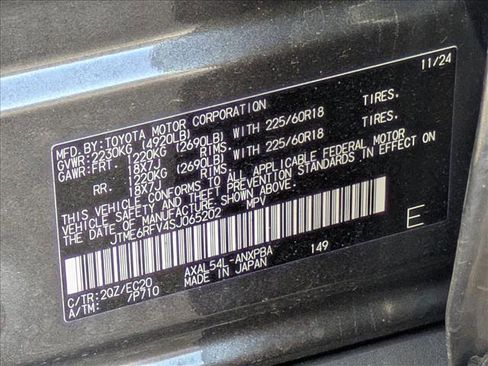 MFD.BY:TOYOTA MOTOR CORPORATION 11/24
GVWR:2230KG (4920LB)
GAWR:FRT. 1220KG (2690LB) WITH 225/60R18 TIRES.
18X7J RIMS.
RR. 1220KG (2690LB) WITH 225/60R18 TIRES.
18X7J RIMS.
THIS VEHICLE CONFORMS TO ALL APPLICABLE FEDERAL MOTOR
VEHICLE SAFETY AND THEFT PREVENTION STANDARDS IN EFFECT ON
THE DATE OF MANUFACTURE SHOWN ABOVE.
JTME6RFV4SJ065202 MPV
E
C/TR:2QZ/EC20 AXAL54L-ANXPBA 149
A/TM: 7P710 MADE IN JAPAN